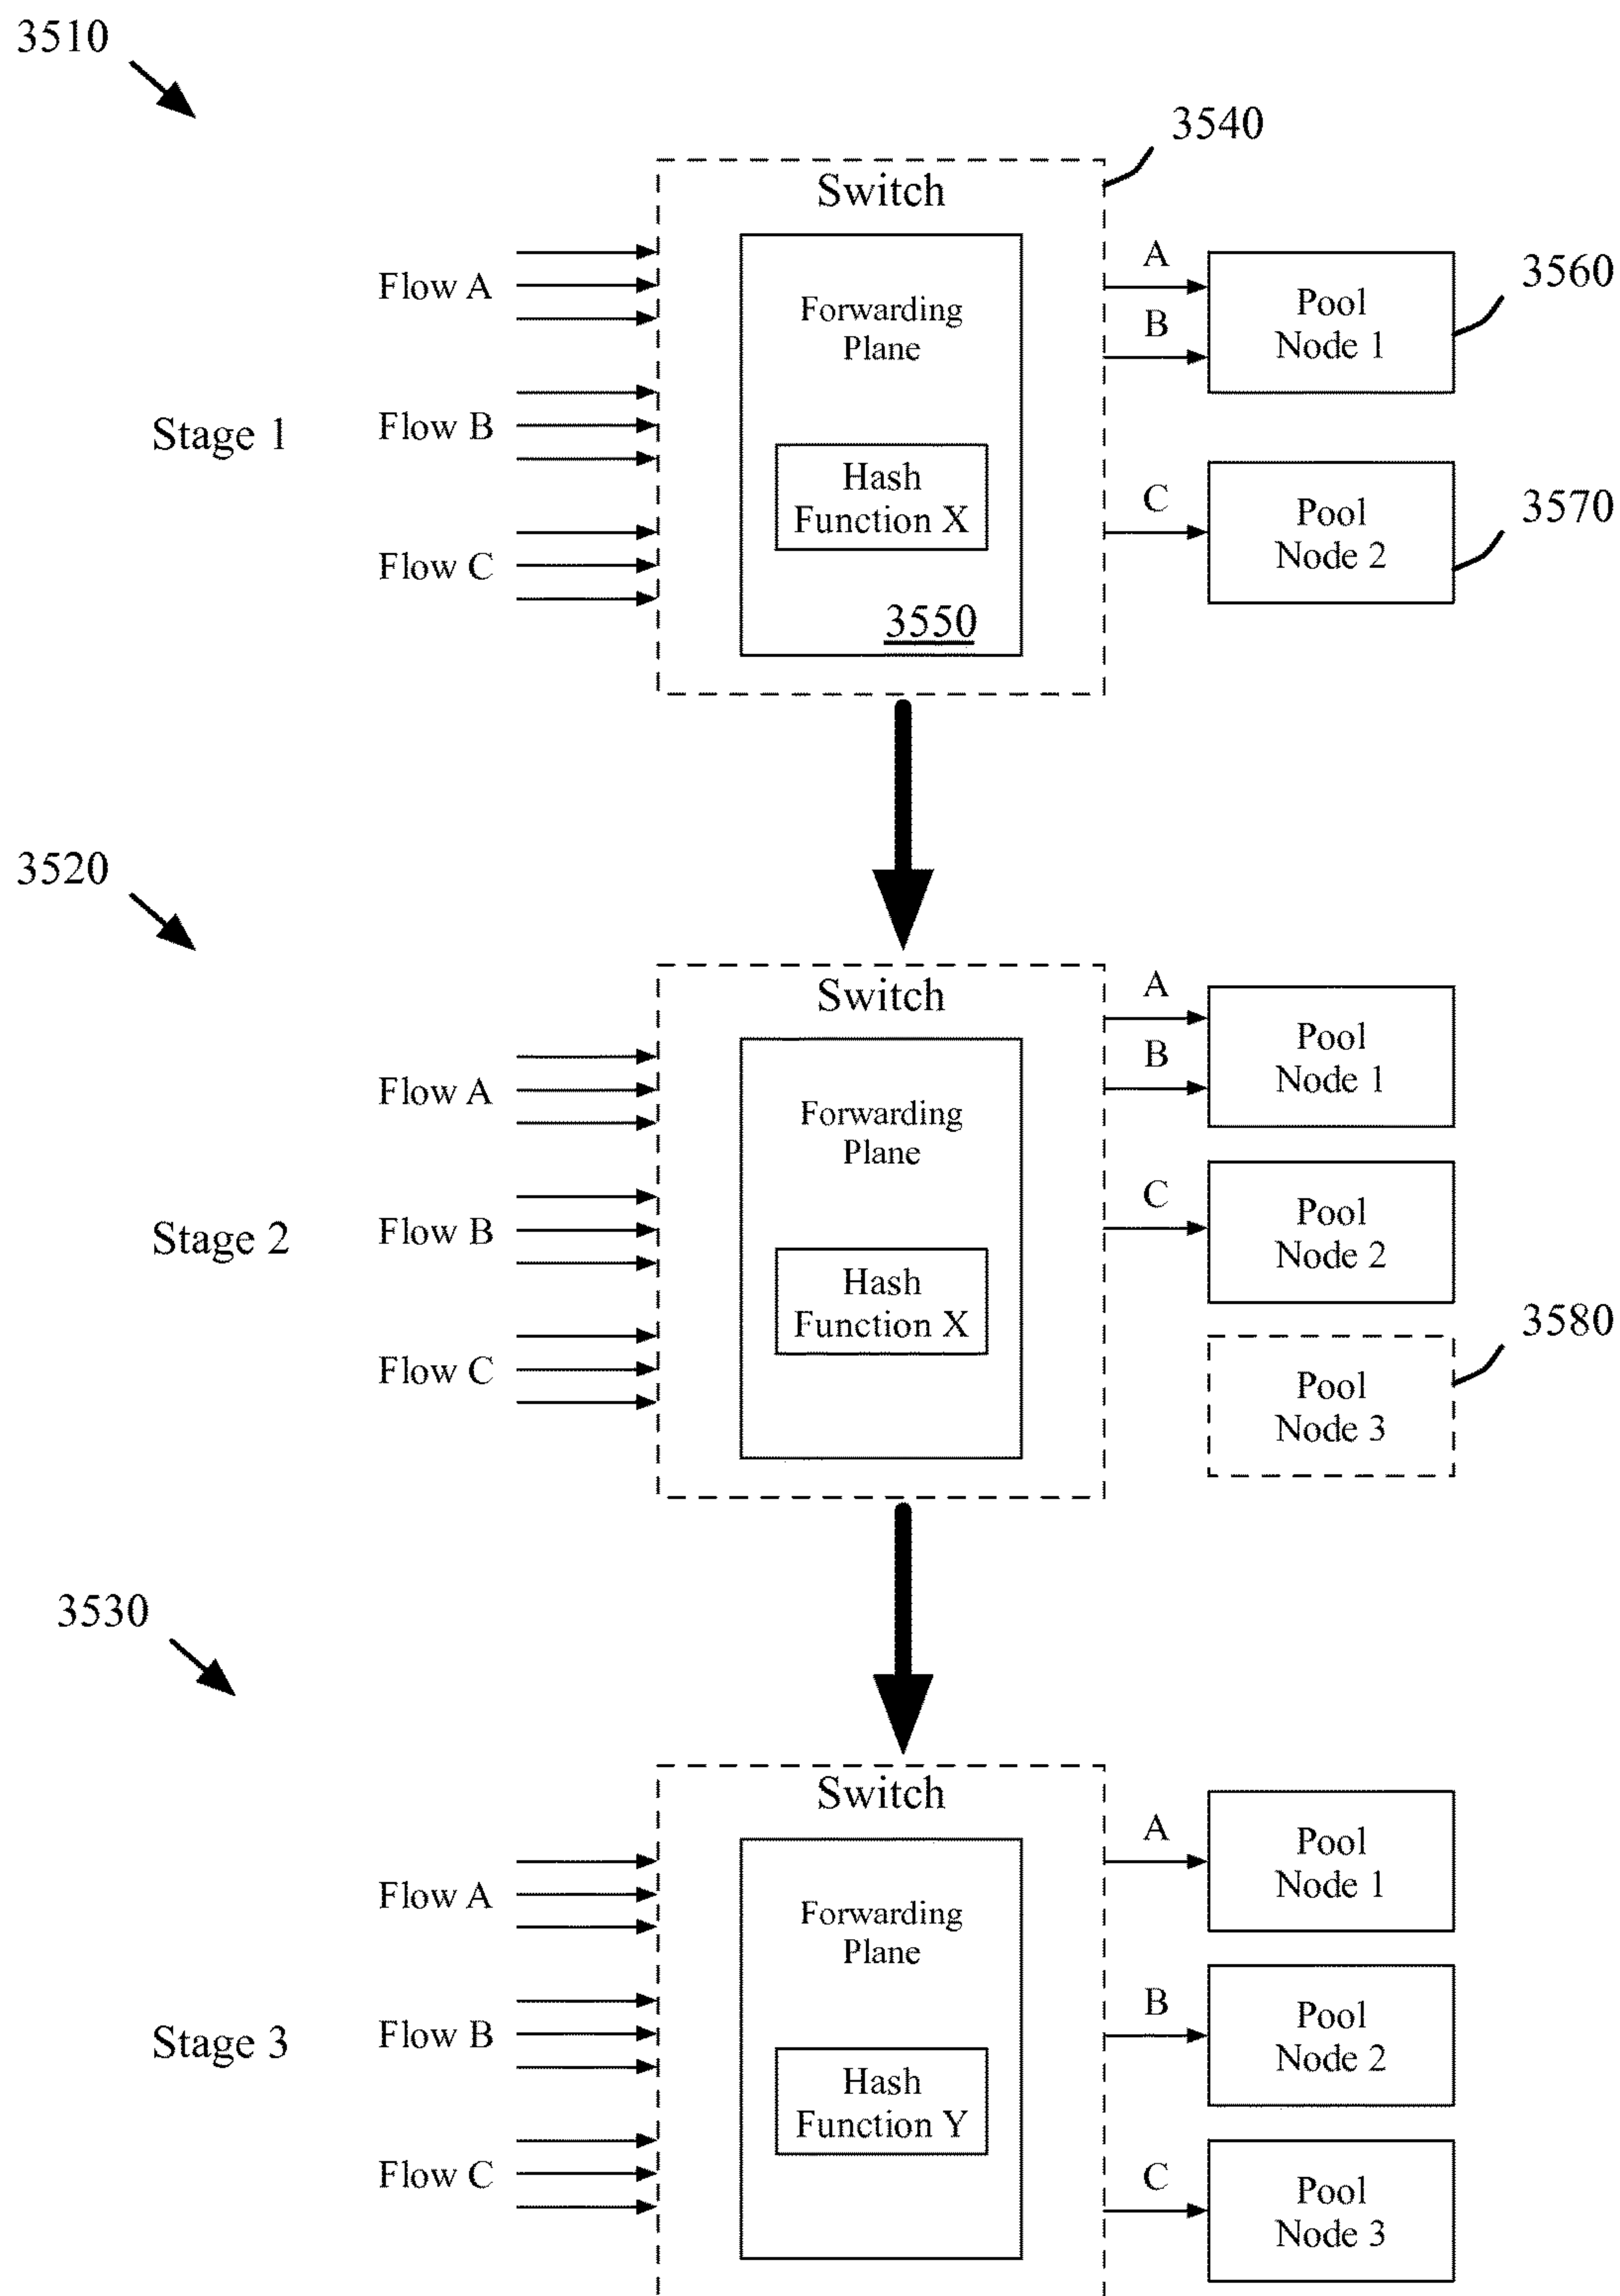 3510
3540
Switch
A
3560
Flow A
Forwarding
Plane
B
Pool
Node 1
Stage 1
Flow B
Hash
Function X
C
Pool
Node 2
3570
Flow C
3550
3520
Switch
A
Flow A
Forwarding
Plane
B
Pool
Node 1
Stage 2
Flow B
Hash
Function X
C
Pool
Node 2
3580
Flow C
Pool
Node 3
3530
Switch
A
Flow A
Forwarding
Plane
Pool
Node 1
Stage 3
Flow B
Hash
Function Y
B
Pool
Node 2
Flow C
C
Pool
Node 3